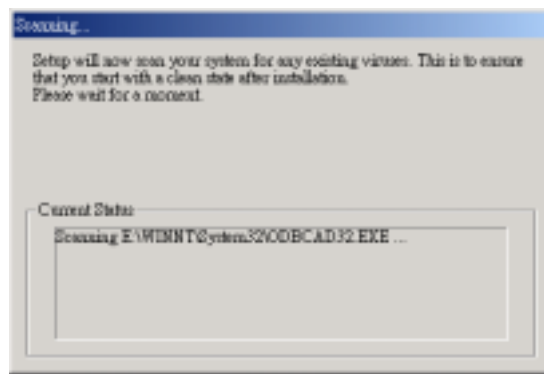 Scanning...
Setup will now scan your system for any existing viruses. This is to ensure
that you start with a clean state after installation.
Please wait for a moment.
Current Status
Scanning E:\WINNT\System32\ODBCAD32.EXE ...